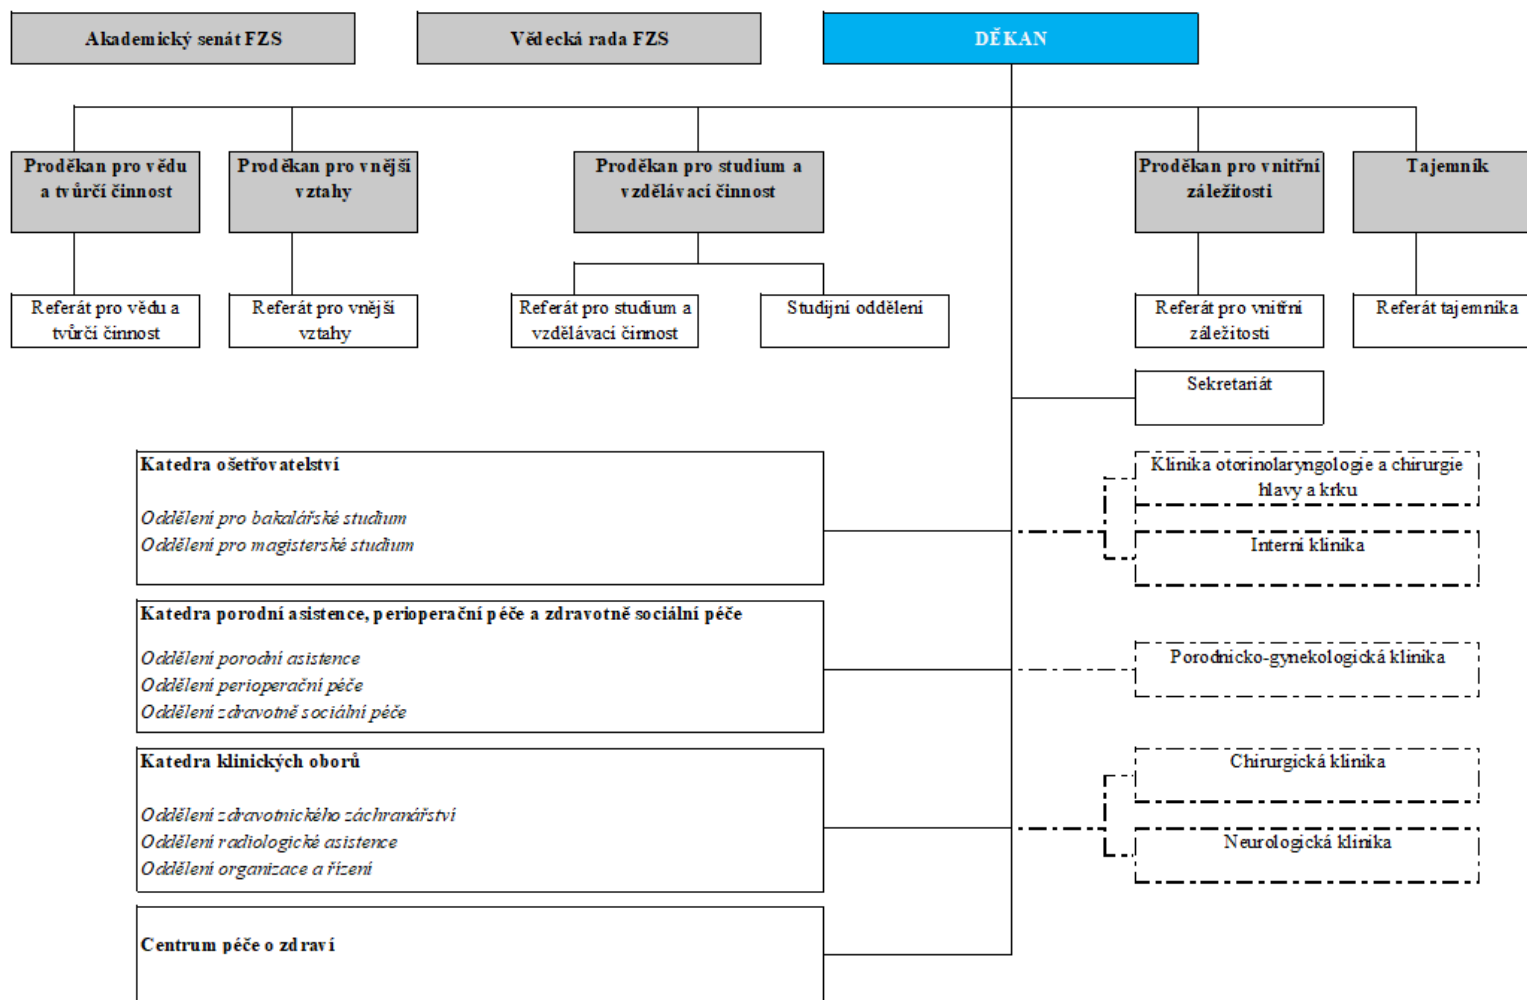 Akademický senát FZS
Vědecká rada FZS
DĚKAN
Proděkan pro vědu
a tvůrčí činnost
Proděkan pro vnější
vztahy
Proděkan pro studium a
vzdělávací činnost
Proděkan pro vnitřní
záležitosti
Tajemník
Referát pro vědu a
tvůrčí činnost
Referát pro vnější
vztahy
Referát pro studium a
vzdělávací činnost
Studijní oddělení
Referát pro vnitřní
záležitosti
Referát tajemníka
Sekretariát
Katedra ošetřovatelství
Oddělení pro bakalářské studium
Oddělení pro magisterské studium
Klinika otorinolaryngologie a chirurgie
hlavy a krku
Interní klinika
Katedra porodní asistence, perioperační péče a zdravotně sociální péče
Oddělení porodní asistence
Oddělení perioperační péče
Oddělení zdravotně sociální péče
Porodnicko-gynekologická klinika
Katedra klinických oborů
Oddělení zdravotnického záchranářství
Oddělení radiologické asistence
Oddělení organizace a řízení
Chirurgická klinika
Neurologická klinika
Centrum péče o zdraví